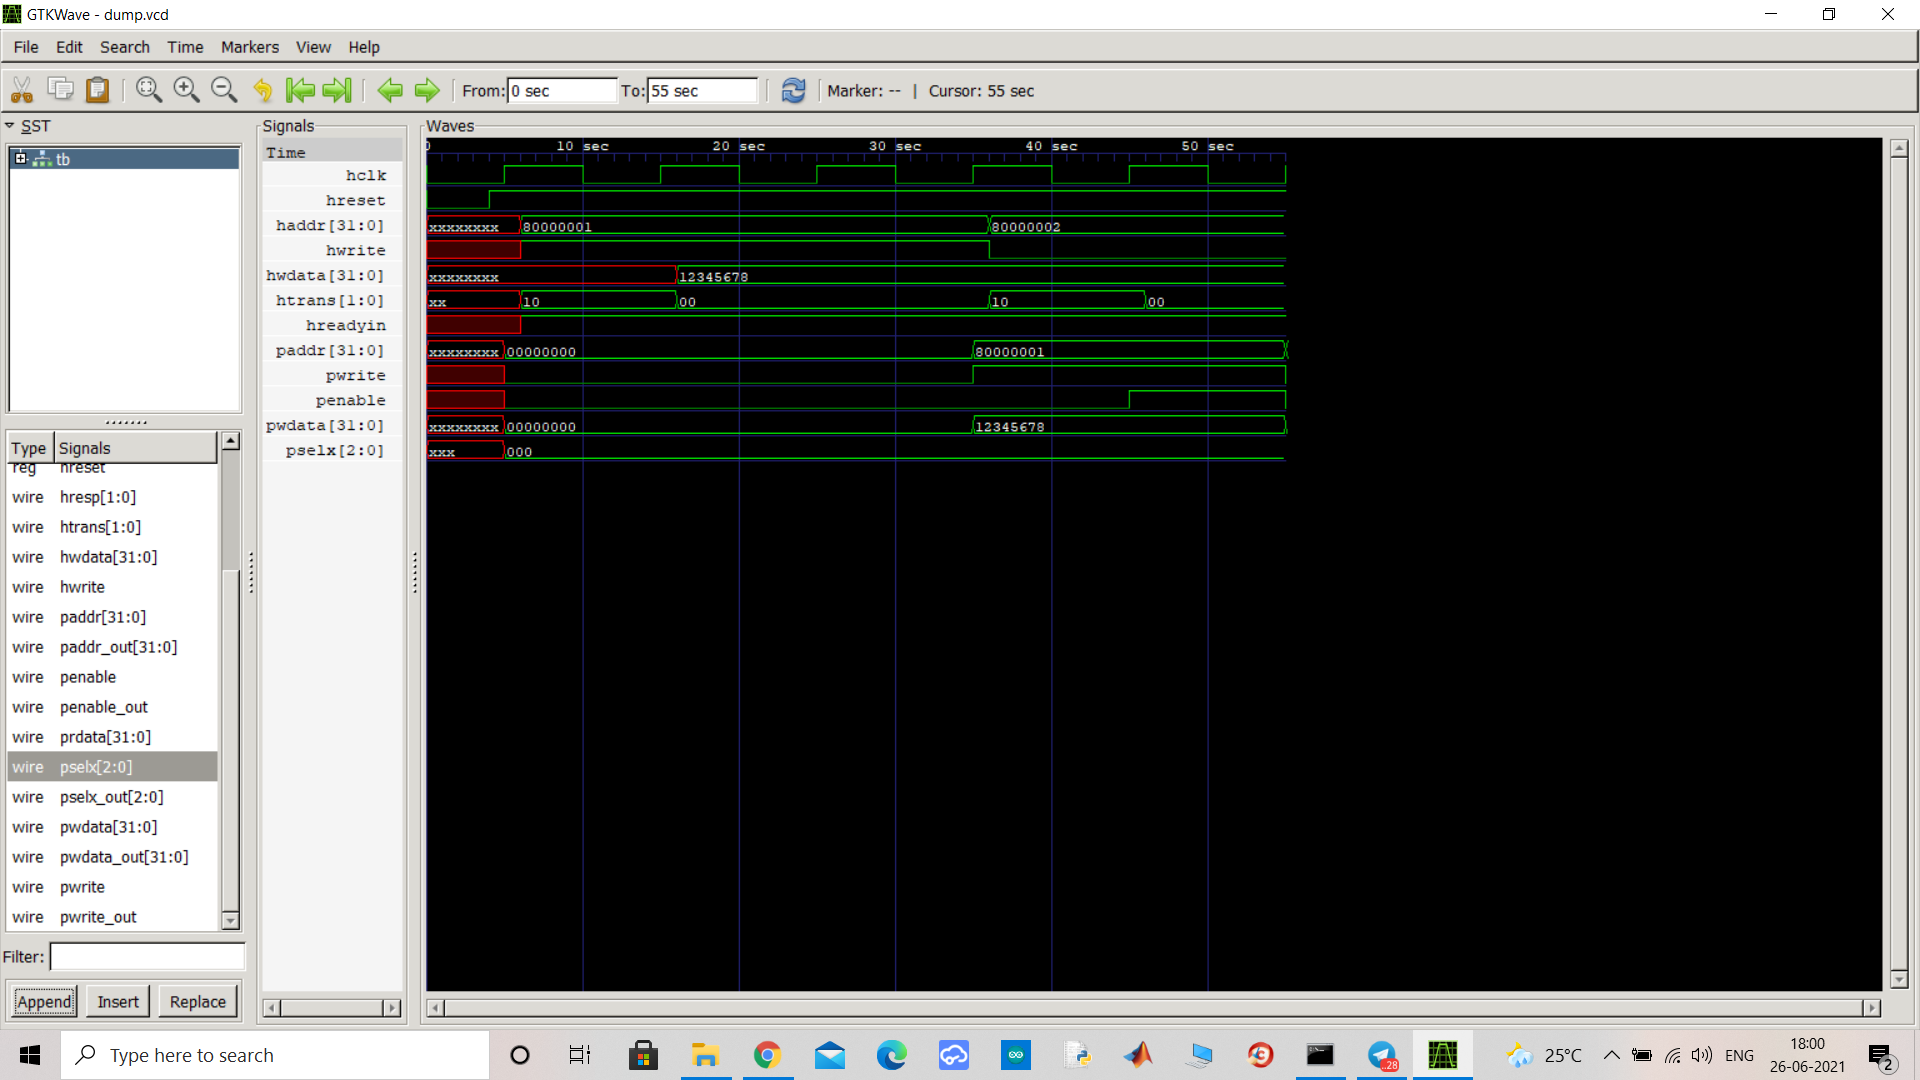 GTKWave - dump.vcd
File Edit Search Time Markers View Help
From: 0 sec To: 55 sec Marker: -- | Cursor: 55 sec
SST
tb
Type Signals
reg hreset
wire hresp[1:0]
wire htrans[1:0]
wire hwdata[31:0]
wire hwrite
wire paddr[31:0]
wire paddr_out[31:0]
wire penable
wire penable_out
wire prdata[31:0]
wire pselx[2:0]
wire pselx_out[2:0]
wire pwdata[31:0]
wire pwdata_out[31:0]
wire pwrite
wire pwrite_out
Filter:
Append Insert Replace
Signals
Time
hclk
hreset
haddr[31:0]
hwrite
hwdata[31:0]
htrans[1:0]
hreadyin
paddr[31:0]
pwrite
penable
pwdata[31:0]
pselx[2:0]
Waves
0 10 sec 20 sec 30 sec 40 sec 50 sec
xxxxxxxx 80000001 80000002
xxxxxxxx 12345678
xx 10 00 10 00
xxxxxxxx 00000000 80000001
xxxxxxxx 00000000 12345678
xxx 000
Type here to search
..28
25°C ENG
18:00
26-06-2021
2